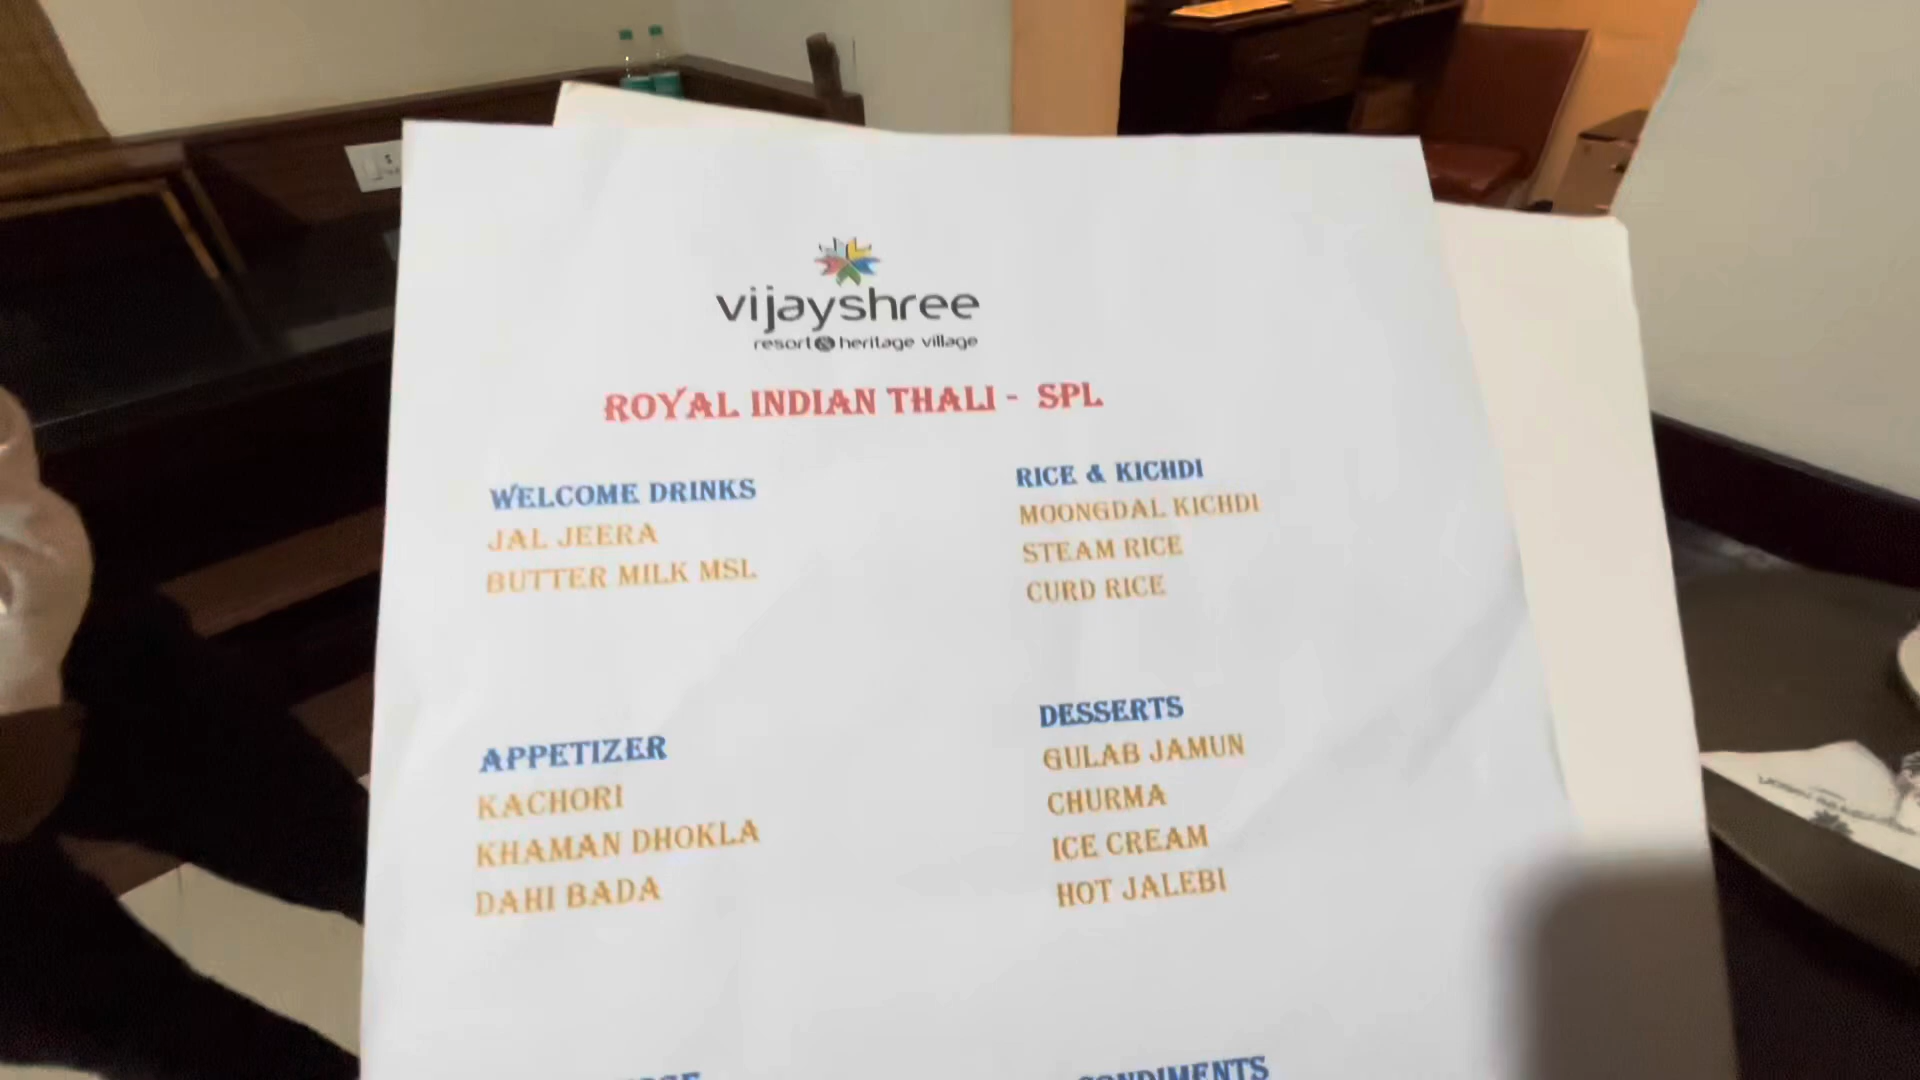 vijayshree
resort & heritage village
ROYAL INDIAN THALI - SPL
WELCOME DRINKS
JAL JEERA
BUTTER MILK MSL
APPETIZER
KACHORI
KHAMAN DHOKLA
DAHI BADA
RICE & KICHDI
MOONGDAL KICHDI
STEAM RICE
CURD RICE
DESSERTS
GULAB JAMUN
CHURMA
ICE CREAM
HOT JALEBI
CONDIMENTS